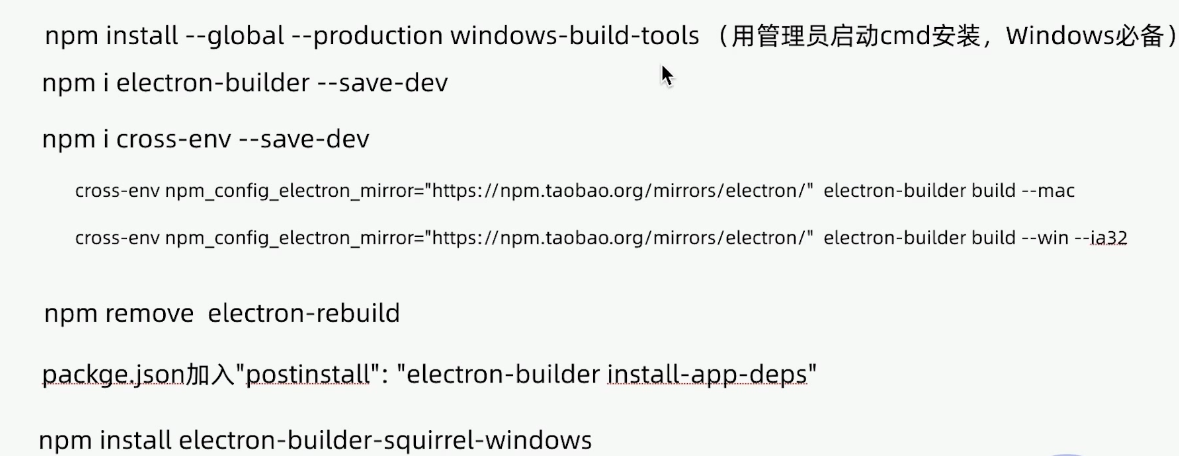 npm install --global --production windows-build-tools （用管理员启动cmd安装，Windows必备）
npm i electron-builder --save-dev
npm i cross-env --save-dev
cross-env npm_config_electron_mirror="https://npm.taobao.org/mirrors/electron/"  electron-builder build --mac
cross-env npm_config_electron_mirror="https://npm.taobao.org/mirrors/electron/"  electron-builder build --win --ia32
npm remove  electron-rebuild
packge.json加入"postinstall": "electron-builder install-app-deps"
npm install electron-builder-squirrel-windows